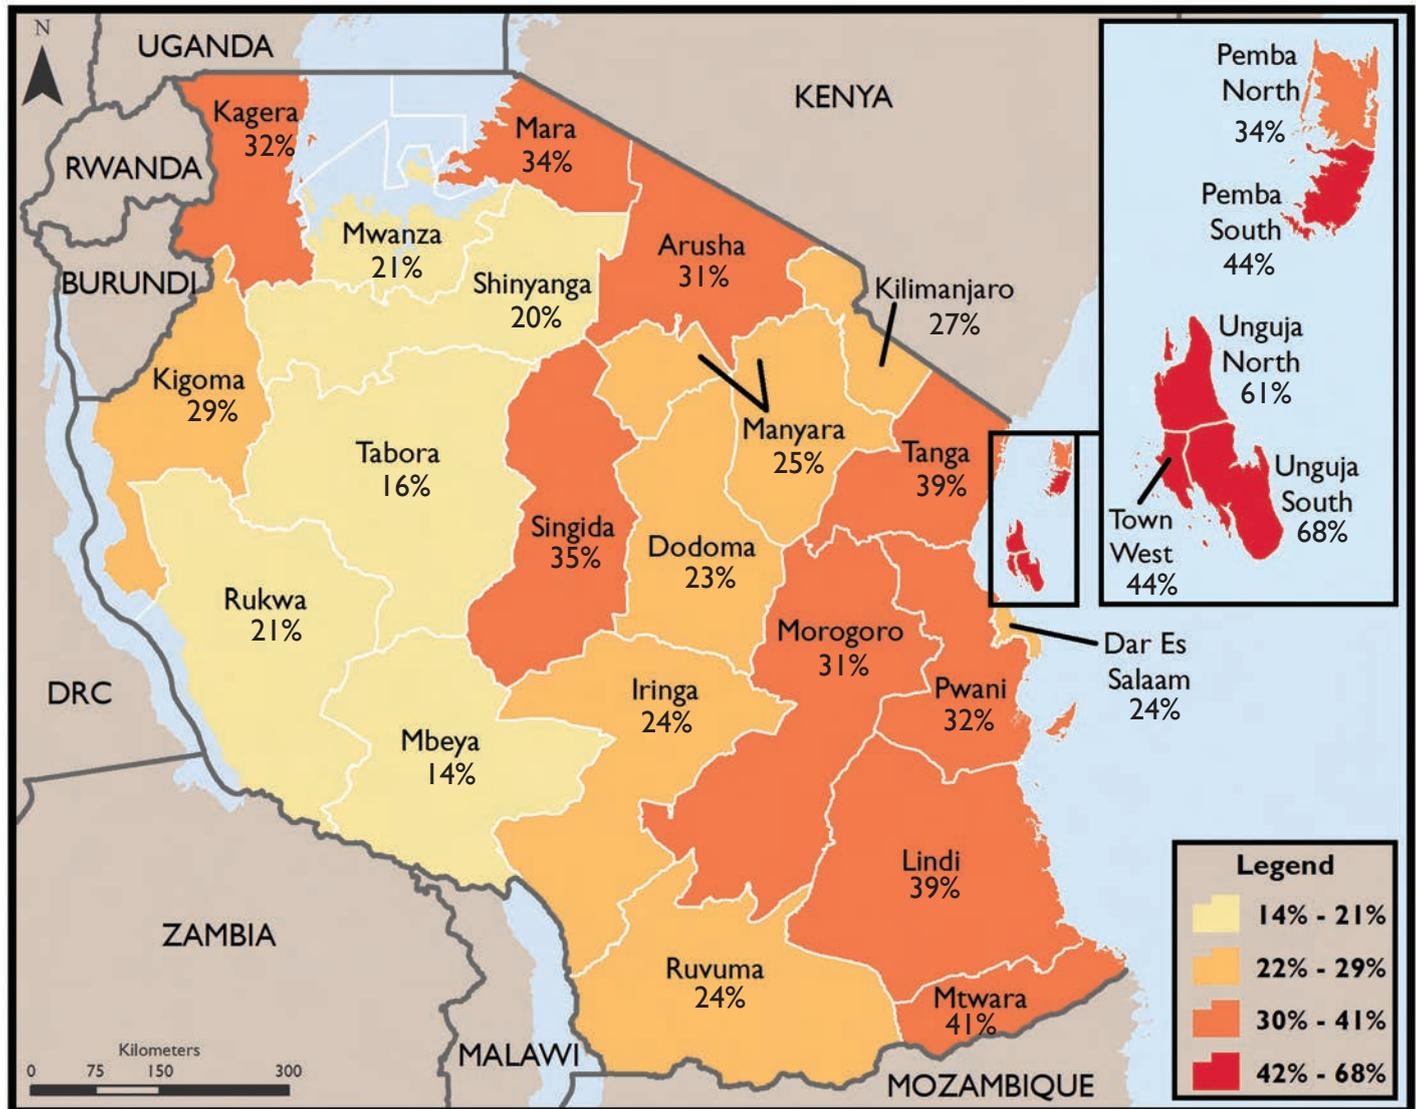 N
UGANDA
KENYA
RWANDA
BURUNDI
Kagera
32%
Mara
34%
Mwanza
21%
Shinyanga
20%
Arusha
31%
Kilimanjaro
27%
Kigoma
29%
Tabora
16%
Manyara
25%
Tanga
39%
Singida
35%
Dodoma
23%
Rukwa
21%
Morogoro
31%
Dar Es
Salaam
24%
DRC
Iringa
24%
Pwani
32%
Mbeya
14%
Lindi
39%
ZAMBIA
Ruvuma
24%
Mtwara
41%
MALAWI
MOZAMBIQUE
Pemba
North
34%
Pemba
South
44%
Unguja
North
61%
Unguja
South
68%
Town
West
44%
Legend
14% - 21%
22% - 29%
30% - 41%
42% - 68%
Kilometers
0 75 150 300